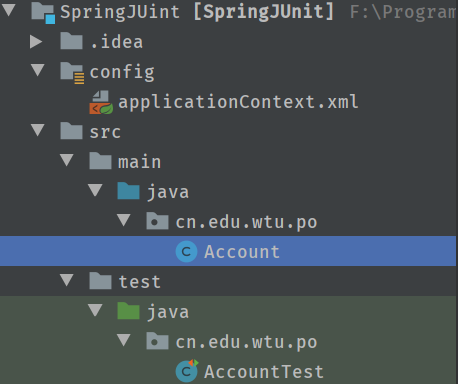 SpringJUint [SpringJUnit] F:\Program
.idea
config
applicationContext.xml
src
main
java
cn.edu.wtu.po
Account
test
java
cn.edu.wtu.po
AccountTest